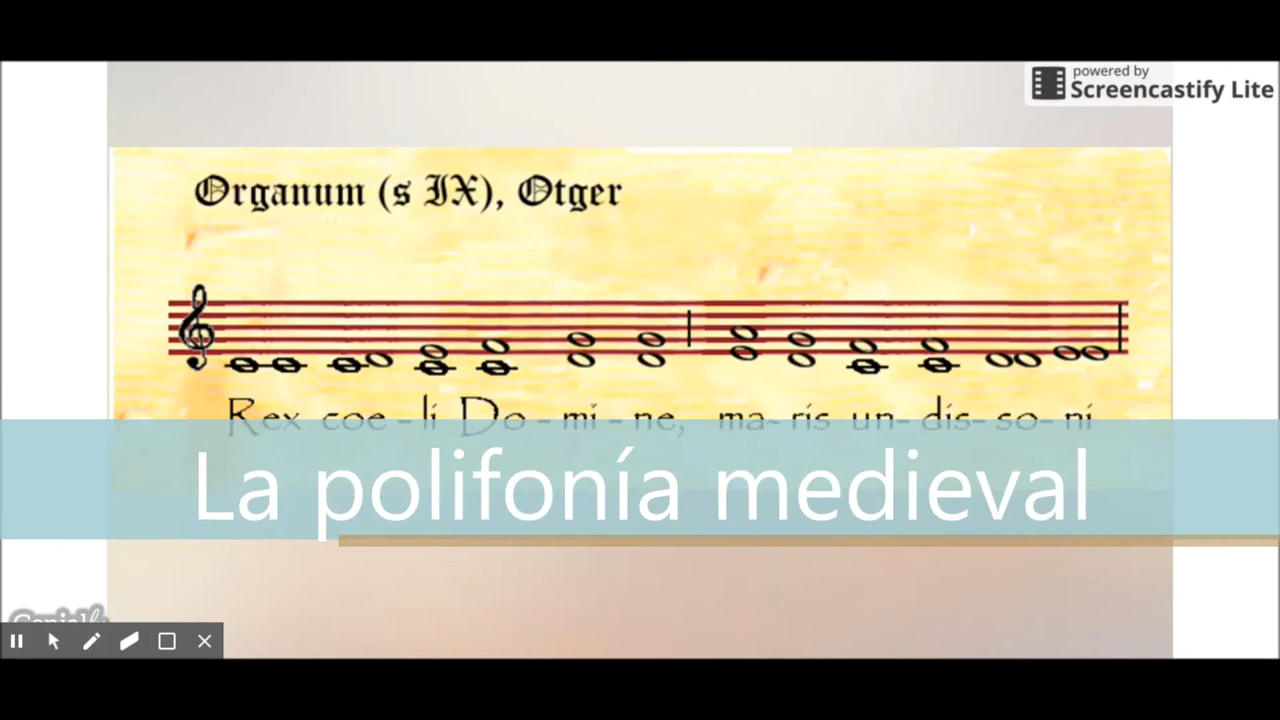 powered by
Screencastify Lite
Organum (s IX), Otger
Rex coe - li Do - mi - ne, ma- ris un- dis- so- ni
La polifonía medieval
Genially